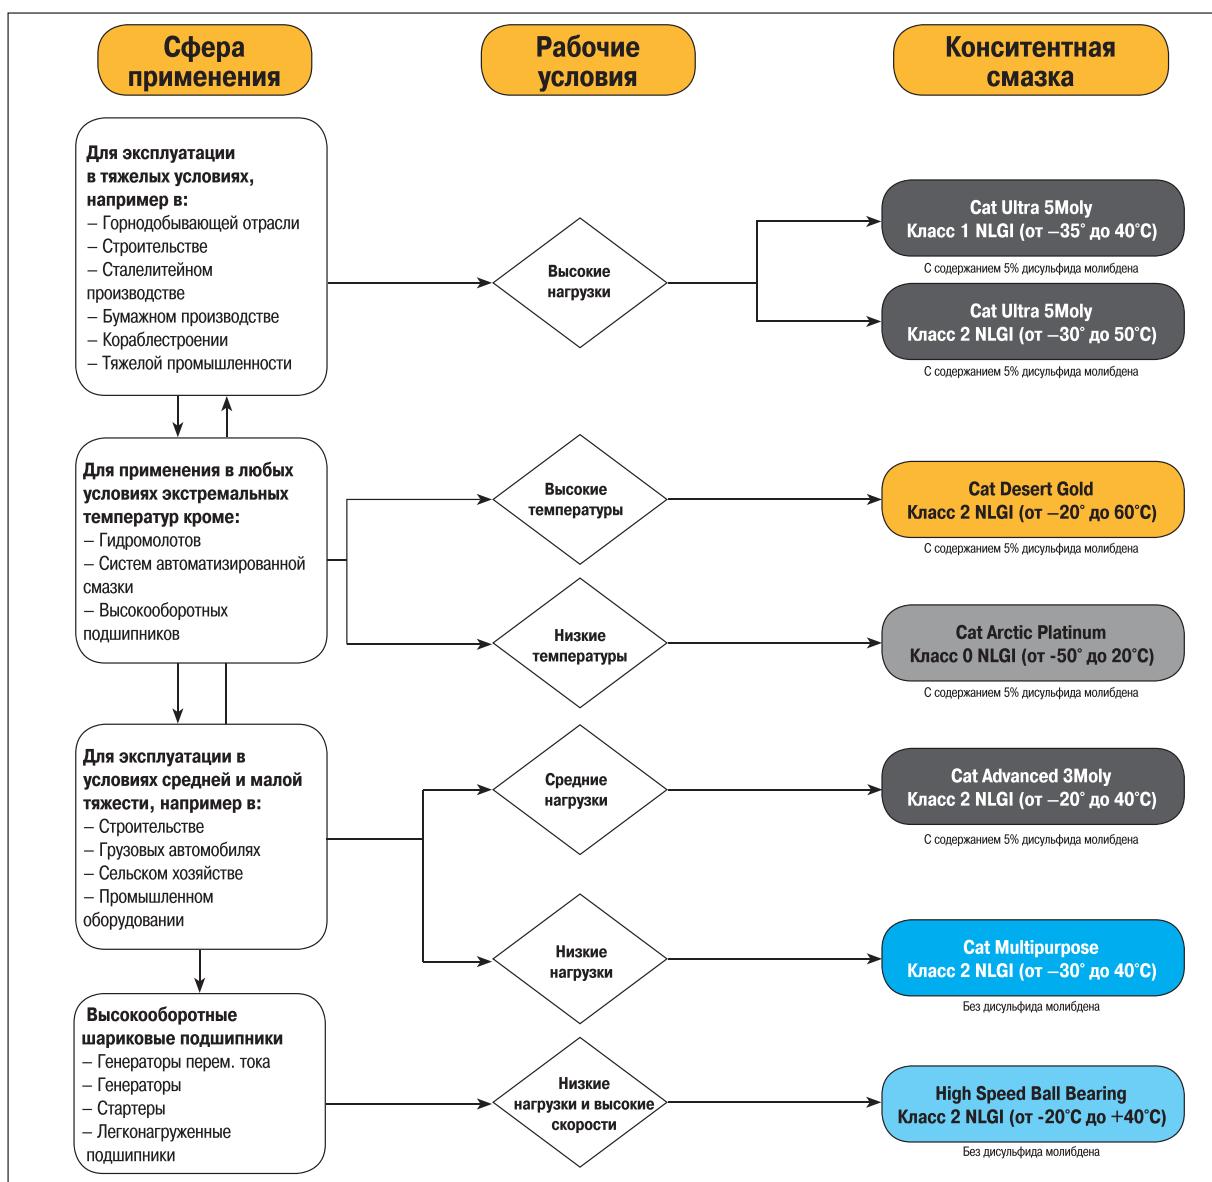 Сфера
применения
Рабочие
условия
Конситентная
смазка
Для эксплуатации
в тяжелых условиях,
например в:
– Горнодобывающей отрасли
– Строительстве
– Сталелитейном
производстве
– Бумажном производстве
– Кораблестроении
– Тяжелой промышленности
Высокие
нагрузки
Cat Ultra 5Moly
Класс 1 NLGI (от –35˚ до 40˚C)
С содержанием 5% дисульфида молибдена
Cat Ultra 5Moly
Класс 2 NLGI (от –30˚ до 50˚C)
С содержанием 5% дисульфида молибдена
Для применения в любых
условиях экстремальных
температур кроме:
– Гидромолотов
– Систем автоматизированной
смазки
– Высокооборотных
подшипников
Высокие
температуры
Cat Desert Gold
Класс 2 NLGI (от –20˚ до 60˚C)
С содержанием 5% дисульфида молибдена
Низкие
температуры
Cat Arctic Platinum
Класс 0 NLGI (от -50˚ до 20˚C)
С содержанием 5% дисульфида молибдена
Для эксплуатации в
условиях средней и малой
тяжести, например в:
– Строительстве
– Грузовых автомобилях
– Сельском хозяйстве
– Промышленном
оборудовании
Средние
нагрузки
Cat Advanced 3Moly
Класс 2 NLGI (от –20˚ до 40˚C)
С содержанием 5% дисульфида молибдена
Низкие
нагрузки
Cat Multipurpose
Класс 2 NLGI (от –30˚ до 40˚C)
Без дисульфида молибдена
Высокооборотные
шариковые подшипники
– Генераторы перем. тока
– Генераторы
– Стартеры
– Легконагруженные
подшипники
Низкие
нагрузки и высокие
скорости
High Speed Ball Bearing
Класс 2 NLGI (от -20˚C до +40˚C)
Без дисульфида молибдена